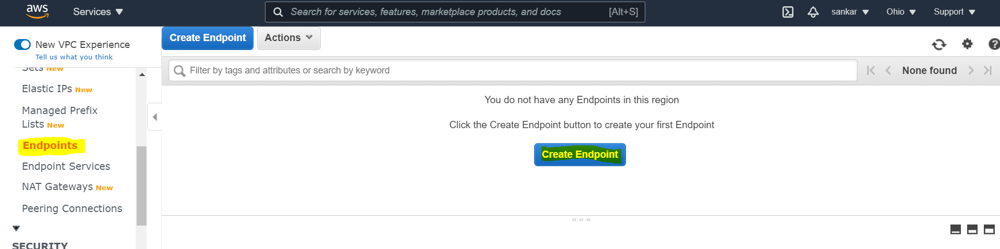 aws
Services
Search for services, features, marketplace products, and docs [Alt+S]
sankar
Ohio
Support
New VPC Experience
Tell us what you think
Sets New
Elastic IPs New
Managed Prefix
Lists New
Endpoints
Endpoint Services
NAT Gateways New
Peering Connections
SECURITY
Create Endpoint
Actions
Filter by tags and attributes or search by keyword
None found
You do not have any Endpoints in this region
Click the Create Endpoint button to create your first Endpoint
Create Endpoint